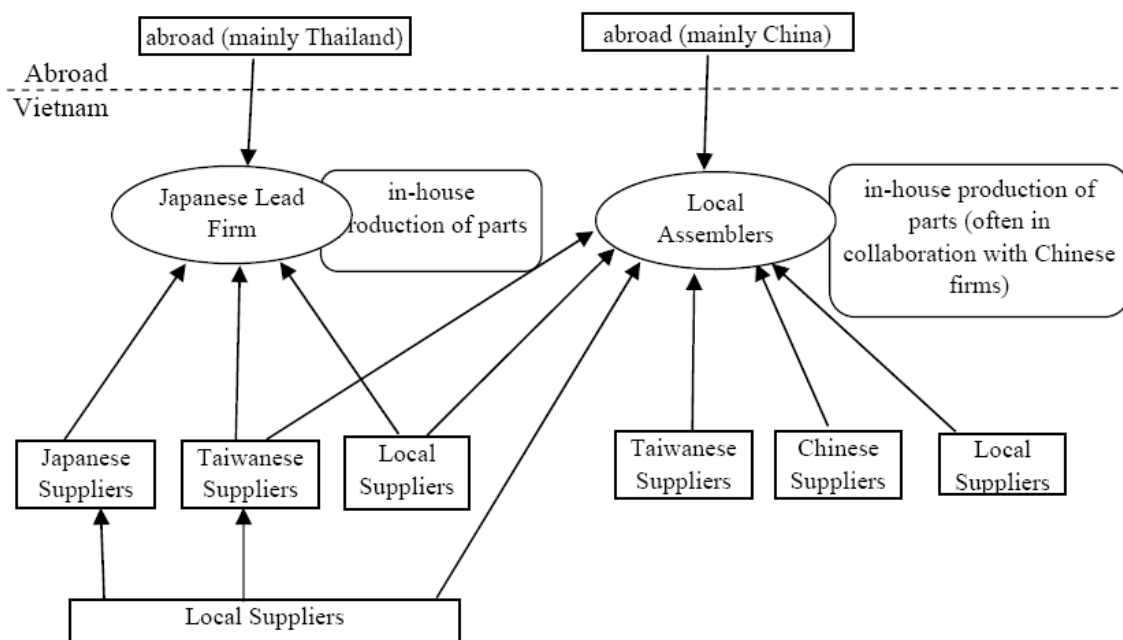 abroad (mainly Thailand)
abroad (mainly China)
Abroad
Vietnam
Japanese Lead
Firm
in-house
roduction of parts
Local
Assemblers
in-house production of
parts (often in
collaboration with Chinese
firms)
Japanese
Suppliers
Taiwanese
Suppliers
Local
Suppliers
Taiwanese
Suppliers
Chinese
Suppliers
Local
Suppliers
Local Suppliers